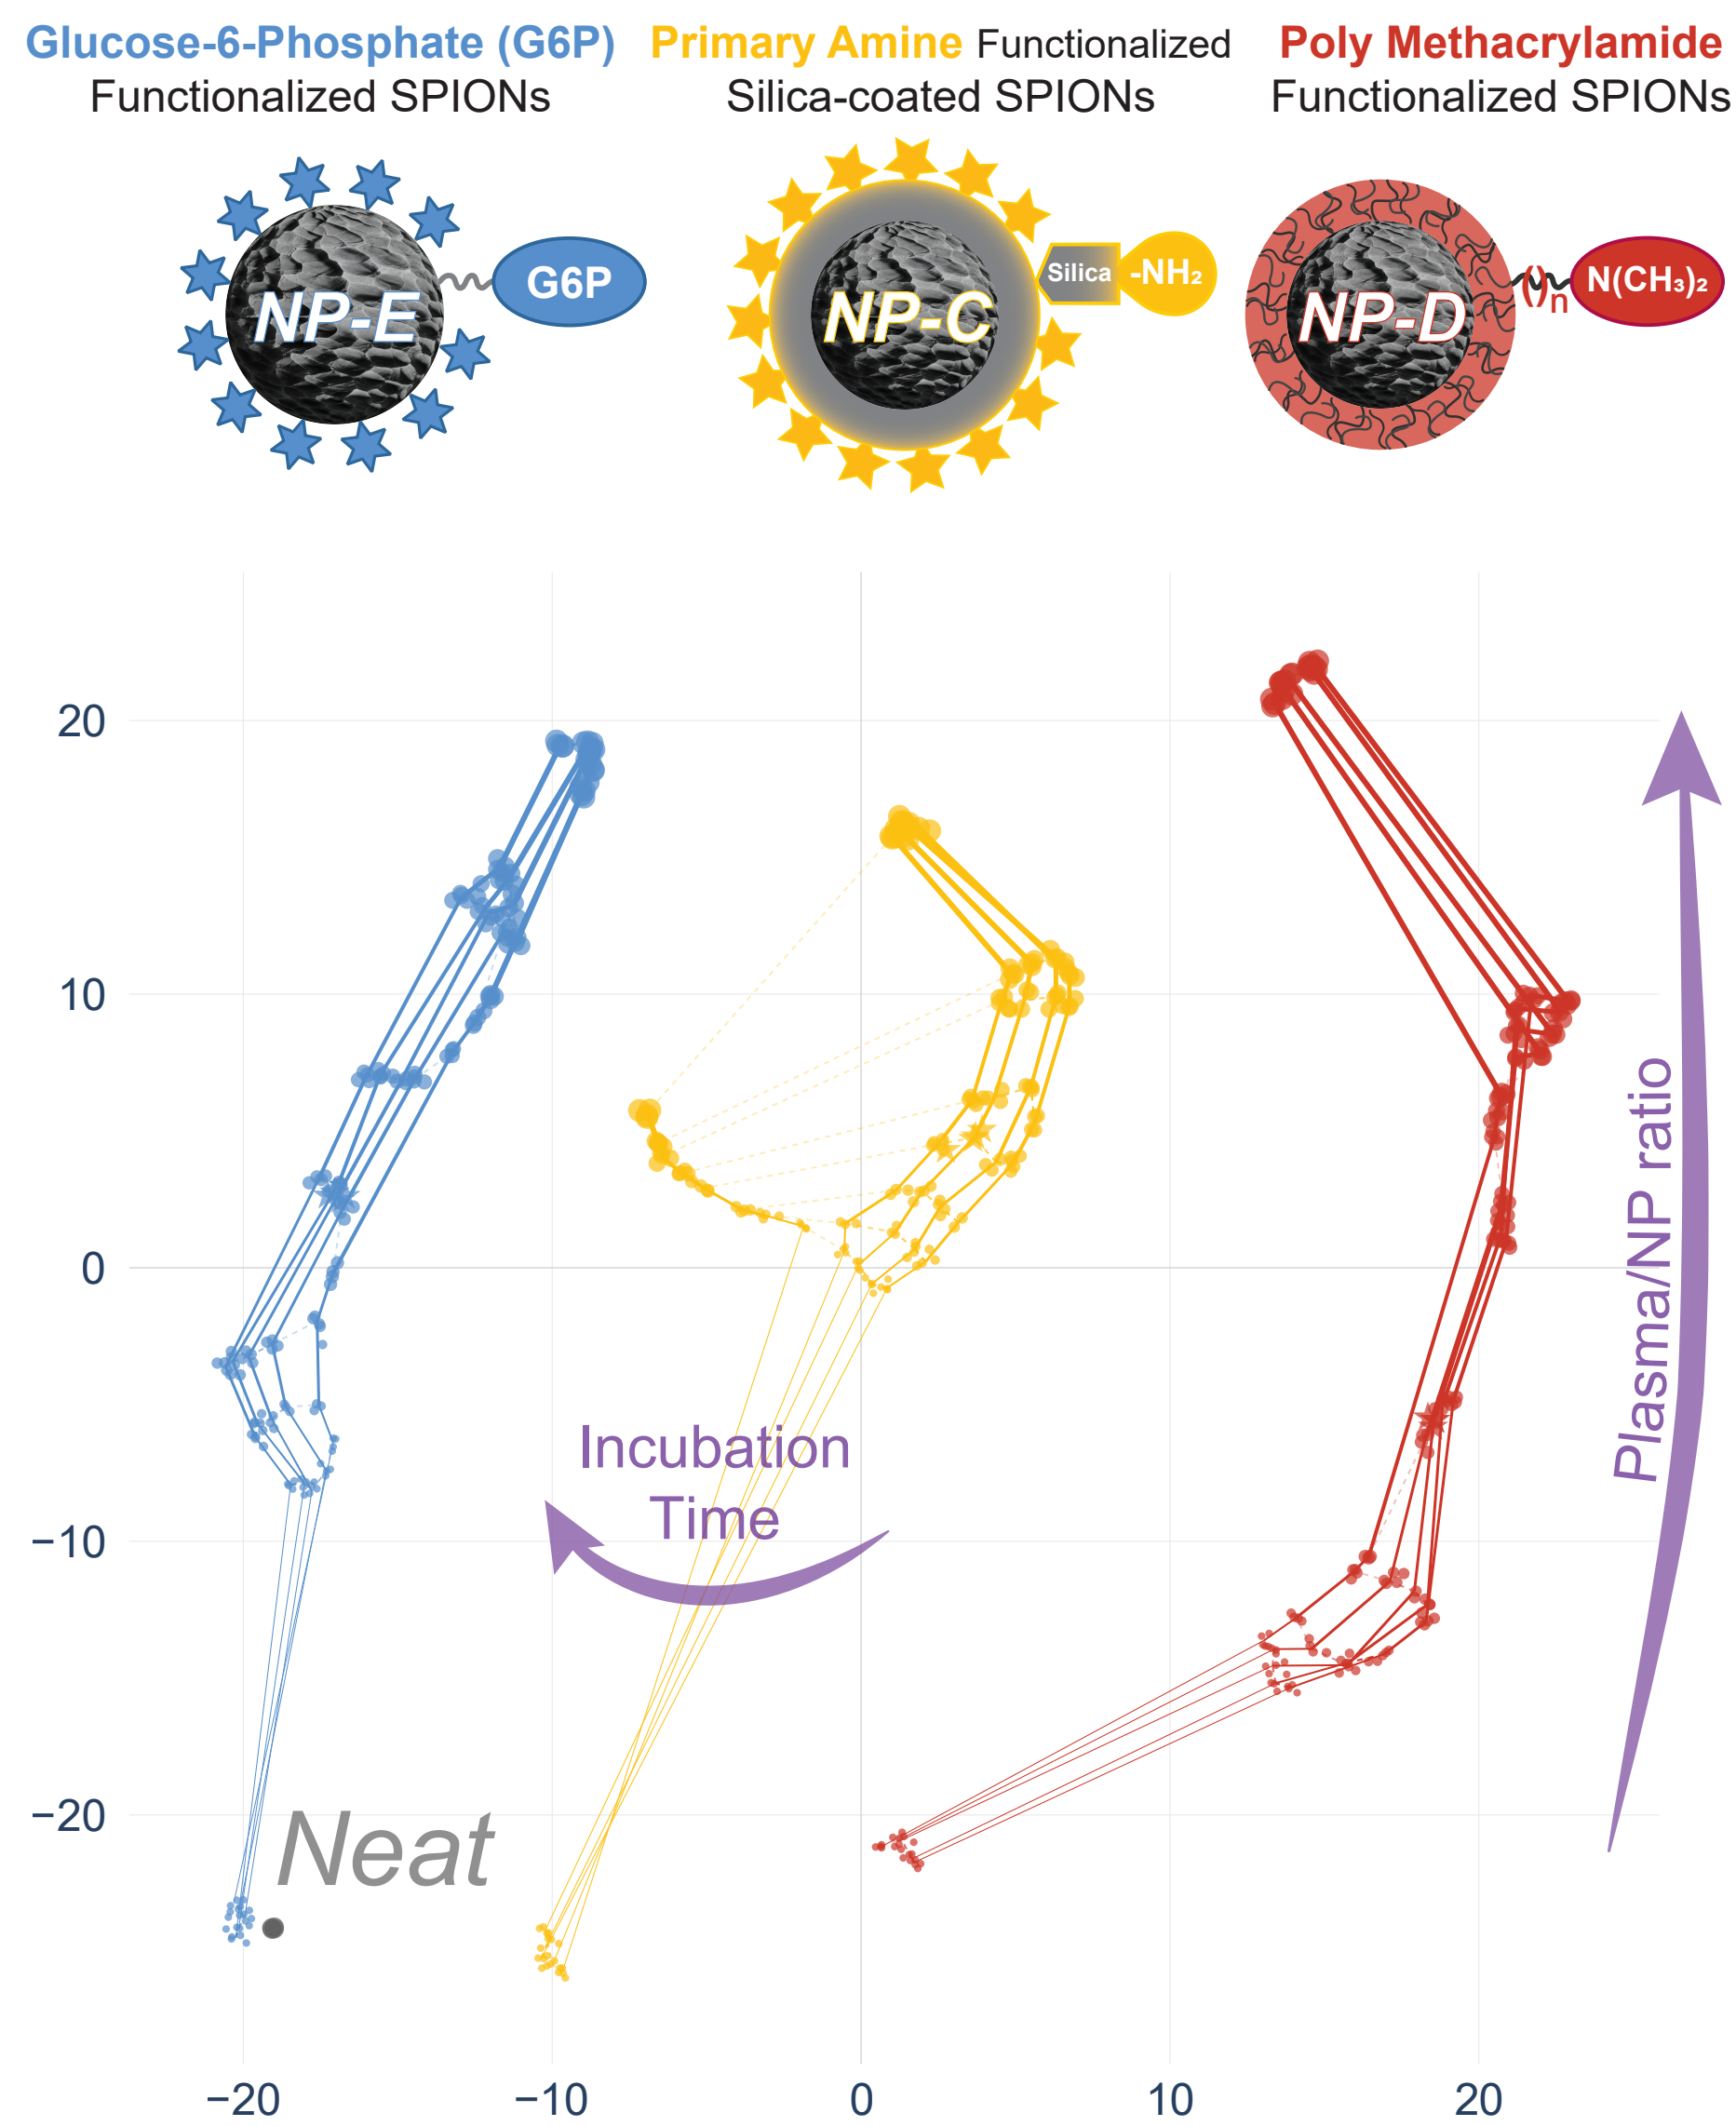 Glucose-6-Phosphate (G6P)
Functionalized SPIONs
Primary Amine Functionalized
Silica-coated SPIONs
Poly Methacrylamide
Functionalized SPIONs
NP-E
G6P
NP-C
Silica
-NH₂
NP-D
()n
N(CH₃)₂
20
10
0
−10
−20
Plasma/NP ratio
Incubation
Time
Neat
−20
−10
0
10
20